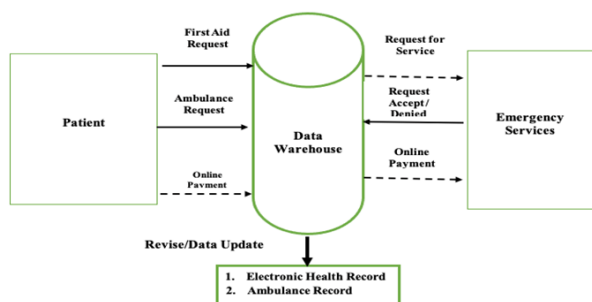 First Aid
Request
Request for
Service
Patient
Ambulance
Request
Data
Warehouse
Request Accept/
Denied
Emergency
Services
Online
Payment
Online
Payment
Revise/Data Update
1. Electronic Health Record
2. Ambulance Record